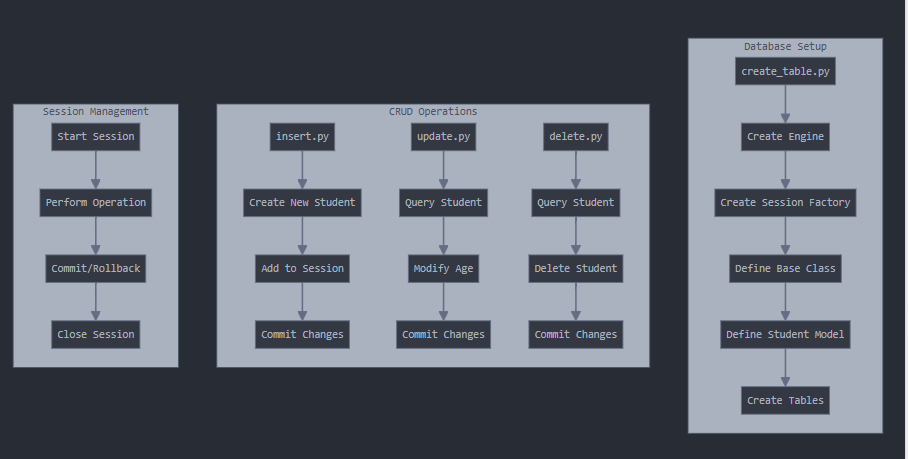 Session Management
Start Session
Perform Operation
Commit/Rollback
Close Session
CRUD Operations
insert.py
Create New Student
Add to Session
Commit Changes
update.py
Query Student
Modify Age
Commit Changes
delete.py
Query Student
Delete Student
Commit Changes
Database Setup
create_table.py
Create Engine
Create Session Factory
Define Base Class
Define Student Model
Create Tables